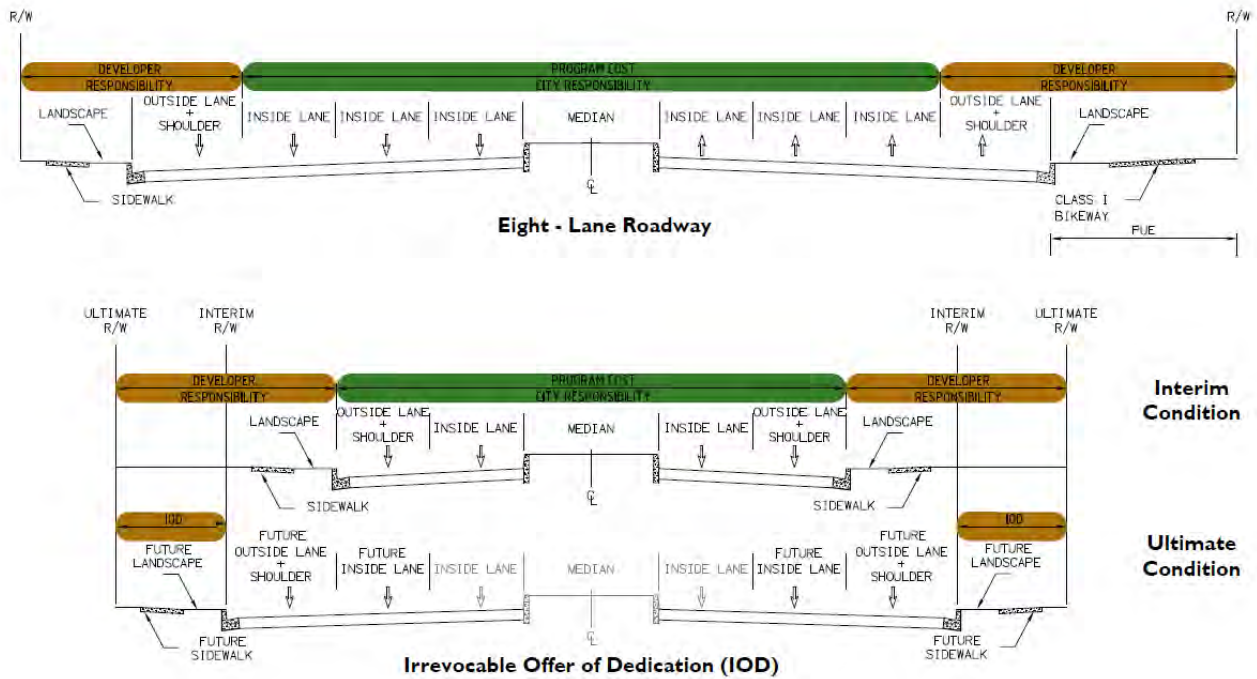 R/W
R/W
DEVELOPER
RESPONSIBILITY
PROGRAM COST
CITY RESPONSIBILITY
DEVELOPER
RESPONSIBILITY
LANDSCAPE
OUTSIDE LANE
+
SHOULDER
INSIDE LANE
INSIDE LANE
INSIDE LANE
MEDIAN
INSIDE LANE
INSIDE LANE
INSIDE LANE
OUTSIDE LANE
+
SHOULDER
LANDSCAPE
SIDEWALK
CL
CLASS I
BIKEWAY
Eight - Lane Roadway
PUE
ULTIMATE
R/W
INTERIM
R/W
INTERIM
R/W
ULTIMATE
R/W
DEVELOPER
RESPONSIBILITY
PROGRAM COST
CITY RESPONSIBILITY
DEVELOPER
RESPONSIBILITY
Interim
Condition
LANDSCAPE
OUTSIDE LANE
+
SHOULDER
INSIDE LANE
MEDIAN
INSIDE LANE
OUTSIDE LANE
+
SHOULDER
LANDSCAPE
SIDEWALK
CL
SIDEWALK
IOD
IOD
Ultimate
Condition
FUTURE
LANDSCAPE
FUTURE
OUTSIDE LANE
+
SHOULDER
FUTURE
INSIDE LANE
INSIDE LANE
MEDIAN
INSIDE LANE
FUTURE
INSIDE LANE
FUTURE
OUTSIDE LANE
+
SHOULDER
FUTURE
LANDSCAPE
FUTURE
SIDEWALK
CL
FUTURE
SIDEWALK
Irrevocable Offer of Dedication (IOD)